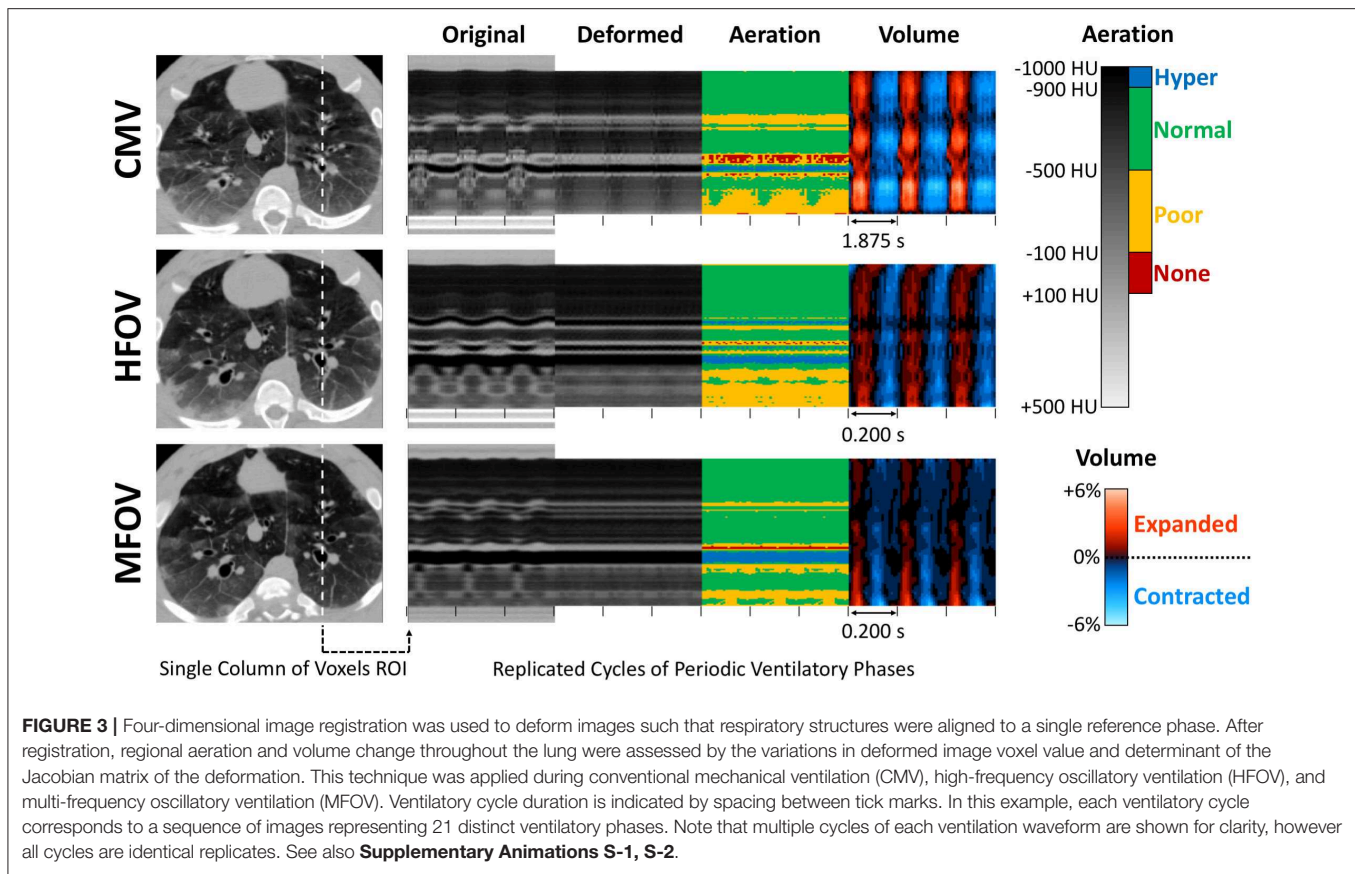 Original Deformed Aeration Volume Aeration
CMV
1.875 s
HFOV
0.200 s
MFOV
0.200 s
-1000 HU
-900 HU
-500 HU
-100 HU
+100 HU
+500 HU
Hyper
Normal
Poor
None
Volume
+6%
0%
-6%
Expanded
Contracted
Single Column of Voxels ROI Replicated Cycles of Periodic Ventilatory Phases
FIGURE 3 | Four-dimensional image registration was used to deform images such that respiratory structures were aligned to a single reference phase. After
registration, regional aeration and volume change throughout the lung were assessed by the variations in deformed image voxel value and determinant of the
Jacobian matrix of the deformation. This technique was applied during conventional mechanical ventilation (CMV), high-frequency oscillatory ventilation (HFOV), and
multi-frequency oscillatory ventilation (MFOV). Ventilatory cycle duration is indicated by spacing between tick marks. In this example, each ventilatory cycle
corresponds to a sequence of images representing 21 distinct ventilatory phases. Note that multiple cycles of each ventilation waveform are shown for clarity, however
all cycles are identical replicates. See also Supplementary Animations S-1, S-2.